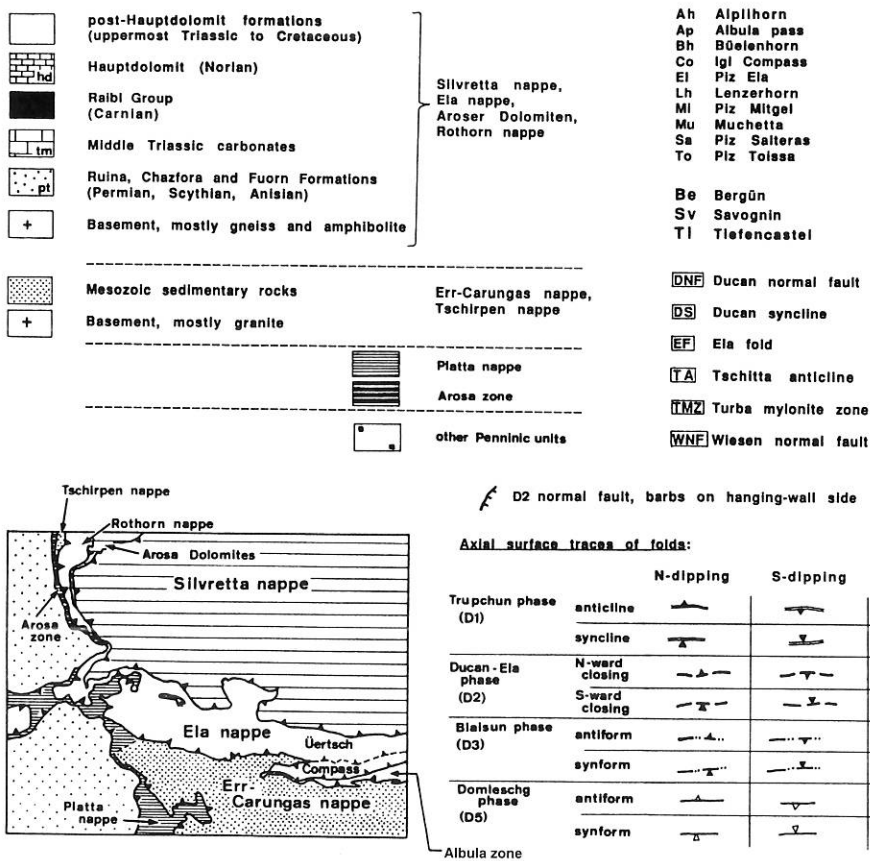 post-Hauptdolomit formations
(uppermost Triassic to Cretaceous)
hd
Hauptdolomit (Norian)
Raibl Group
(Carnian)
tm
Middle Triassic carbonates
pt
Ruina, Chazfora and Fuorn Formations
(Permian, Scythian, Anisian)
+ Basement, mostly gneiss and amphibolite
Silvretta nappe,
Ela nappe,
Aroser Dolomiten,
Rothorn nappe
Mesozoic sedimentary rocks
+ Basement, mostly granite
Err-Carungas nappe,
Tschirpen nappe
Platta nappe
Arosa zone
other Penninic units
Ah Alplihorn
Ap Albula pass
Bh Büelenhorn
Co Igl Compass
El Piz Ela
Lh Lenzerhorn
Mi Piz Mitgel
Mu Muchetta
Sa Piz Salteras
To Piz Toissa
Be Bergün
Sv Savognin
Ti Tiefencastel
DNF Ducan normal fault
DS Ducan syncline
EF Ela fold
TA Tschitta anticline
TMZ Turba mylonite zone
WNF Wiesen normal fault
Tschirpen nappe
Rothorn nappe
Arosa Dolomites
Silvretta nappe
Arosa
zone
Ela nappe
Üertsch
Compass
Err-
Carungas nappe
Platta
nappe
Albula zone
D2 normal fault, barbs on hanging-wall side
Axial surface traces of folds:
N-dipping S-dipping
Trupchun phase
(D1)
anticline
syncline
Ducan-Ela
phase
(D2)
N-ward
closing
S-ward
closing
Blaisun phase
(D3)
antiform
synform
Domleschg
phase
(D5)
antiform
synform